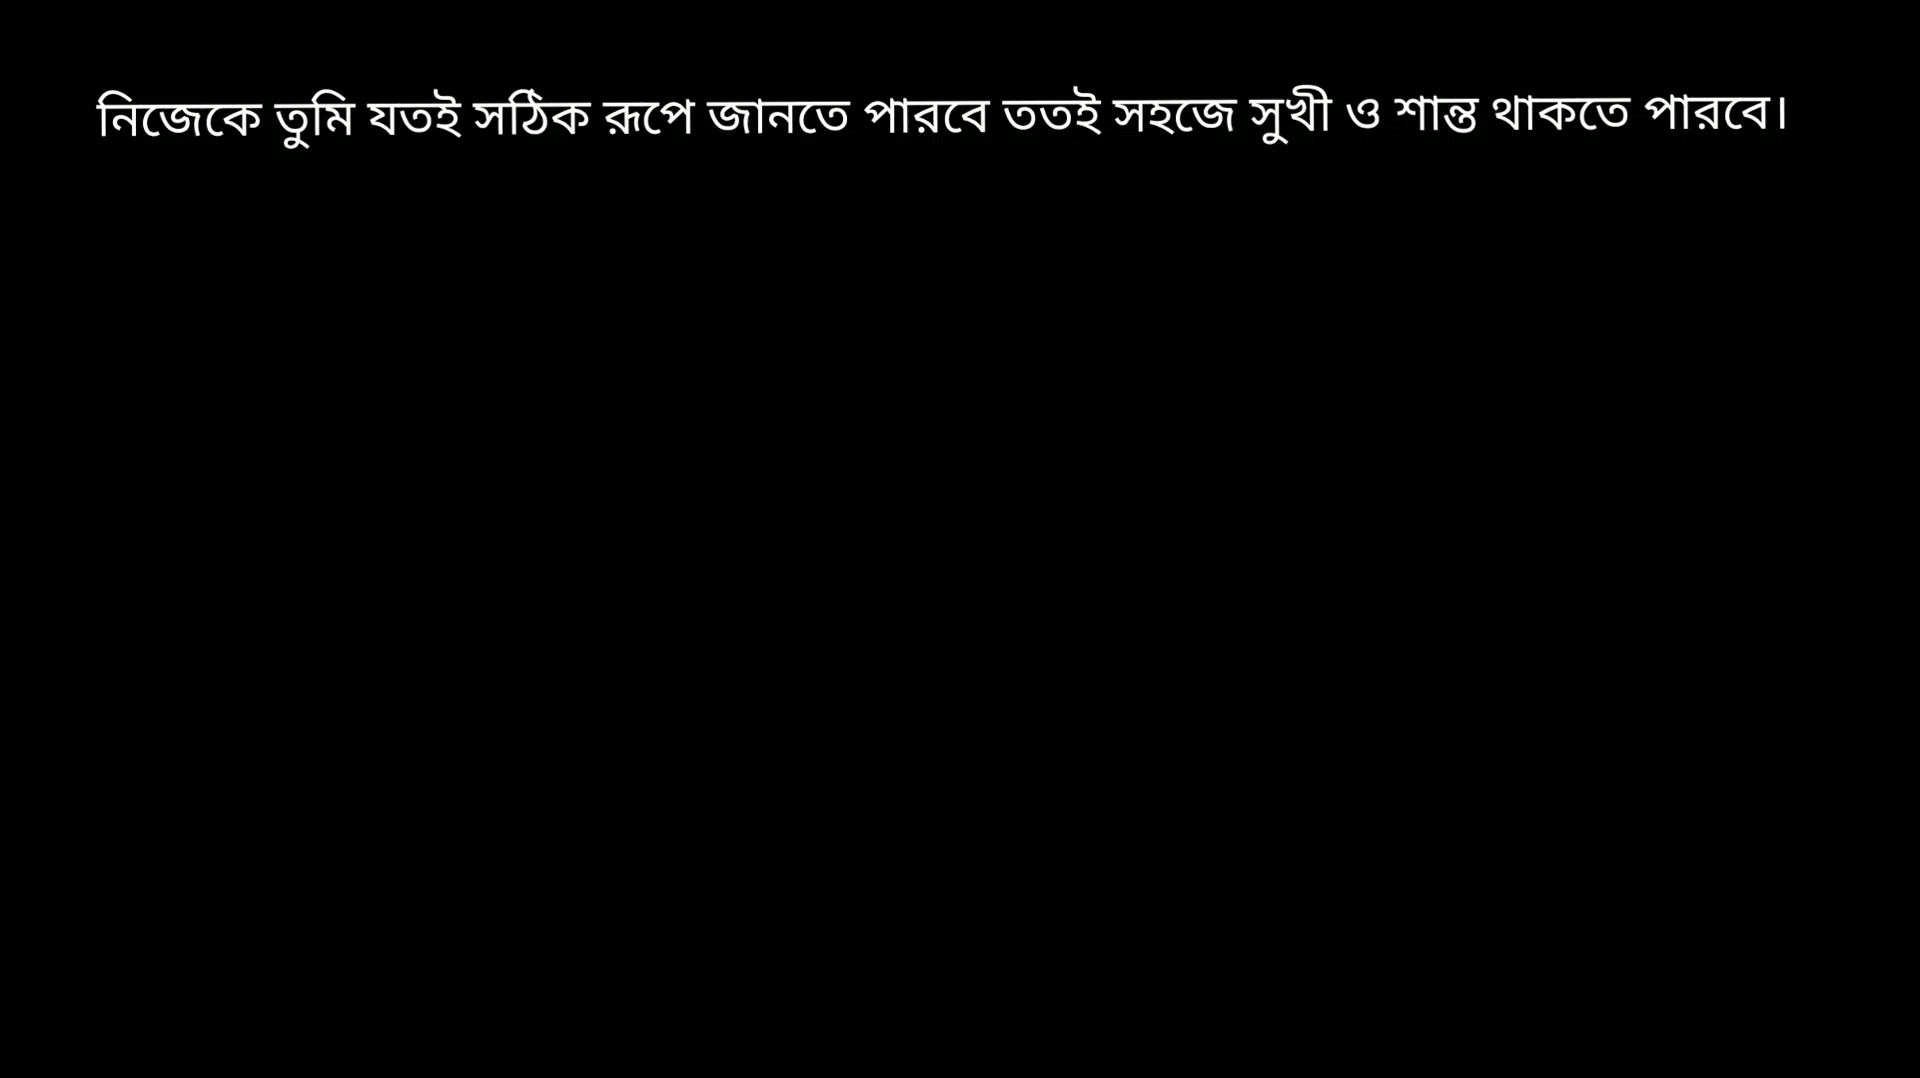 নিজেকে তুমি যতই সঠিক রূপে জানতে পারবে ততই সহজে সুখী ও শান্ত থাকতে পারবে।